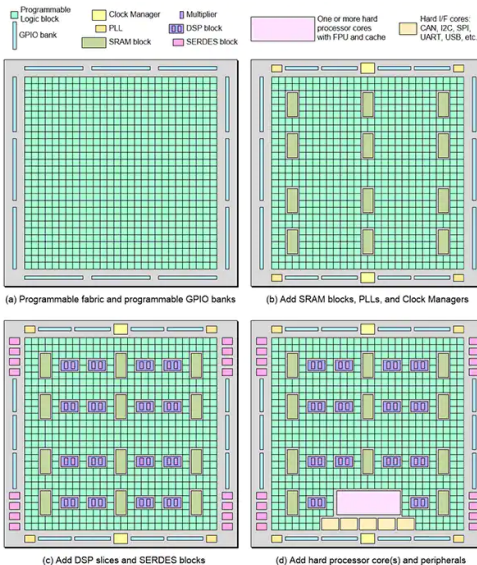 Programmable
Logic block
GPIO bank
Clock Manager
PLL
SRAM block
Multiplier
DSP block
SERDES block
One or more hard
processor cores
with FPU and cache
Hard I/F cores:
CAN, I2C, SPI,
UART, USB, etc.
(a) Programmable fabric and programmable GPIO banks
(b) Add SRAM blocks, PLLs, and Clock Managers
(c) Add DSP slices and SERDES blocks
(d) Add hard processor core(s) and peripherals